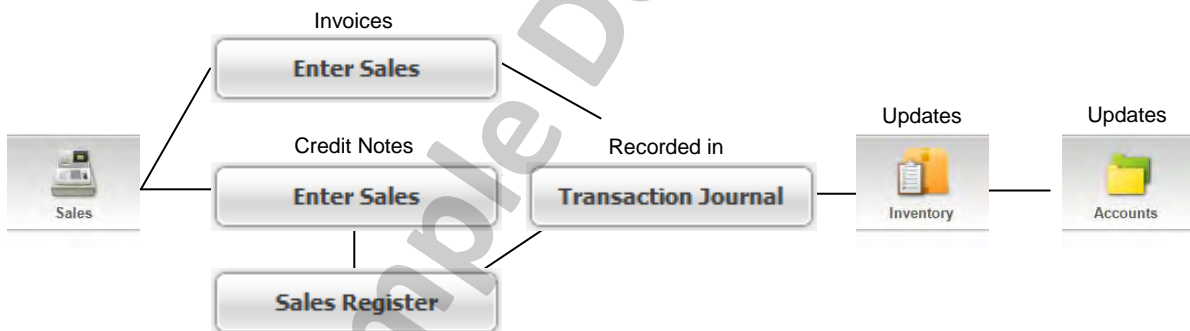 Invoices
Enter Sales
Updates
Updates
Credit Notes
Recorded in
Sales
Enter Sales
Transaction Journal
Inventory
Accounts
Sales Register